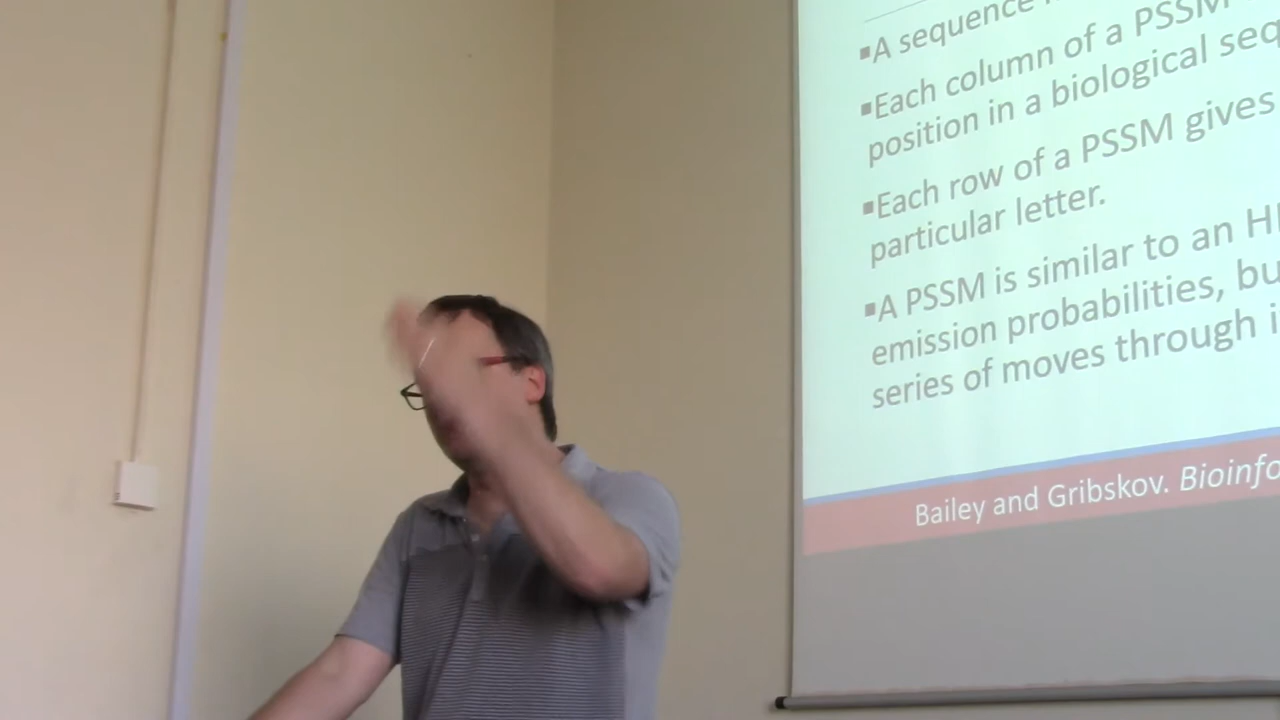 ▪A sequence
▪Each column of a PSSM
position in a biological seq
▪Each row of a PSSM gives
particular letter.
▪A PSSM is similar to an H
emission probabilities, bu
series of moves through i
Bailey and Gribskov. Bioinfo